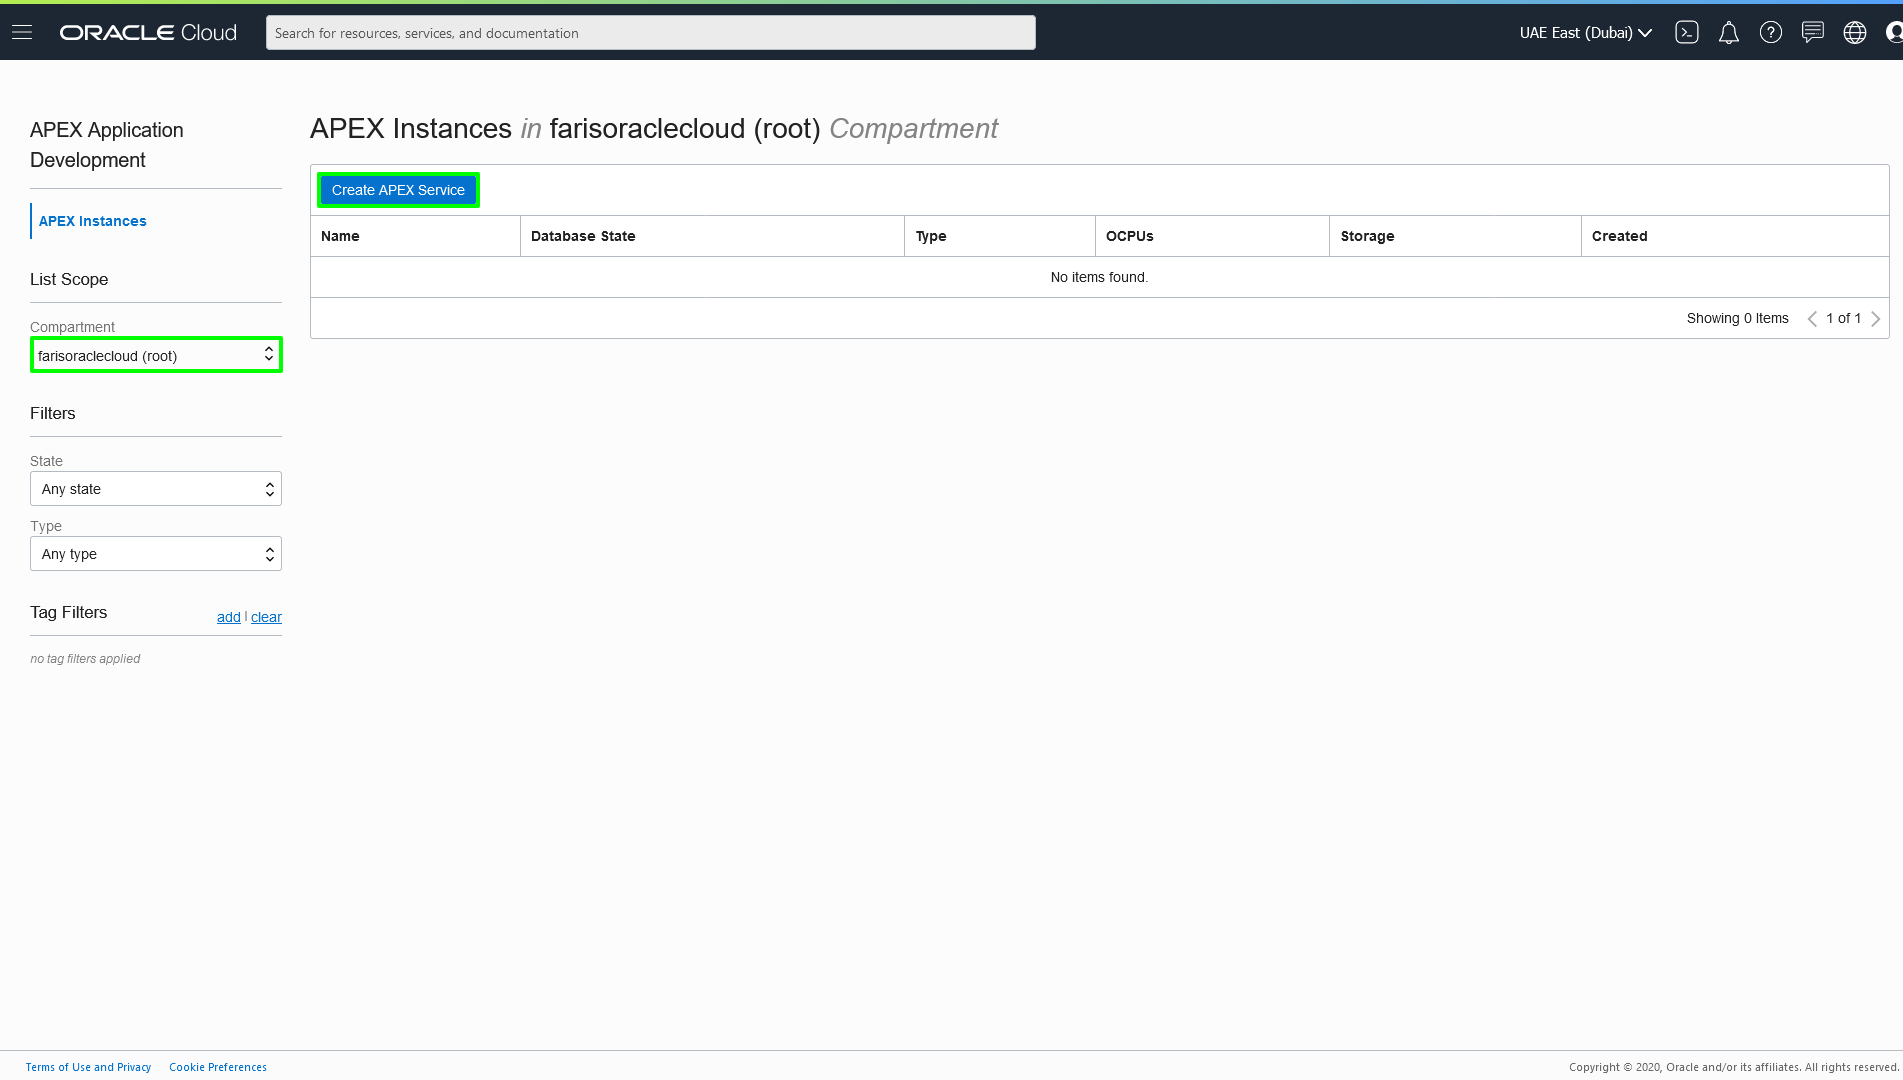 ORACLE Cloud
Search for resources, services, and documentation
UAE East (Dubai)
APEX Application
Development
APEX Instances
List Scope
Compartment
farisoraclecloud (root)
Filters
State
Any state
Type
Any type
Tag Filters
add | clear
no tag filters applied
APEX Instances in farisoraclecloud (root) Compartment
Create APEX Service
Name Database State Type OCPUs Storage Created
No items found.
Showing 0 Items 1 of 1
Terms of Use and Privacy Cookie Preferences
Copyright © 2020, Oracle and/or its affiliates. All rights reserved.